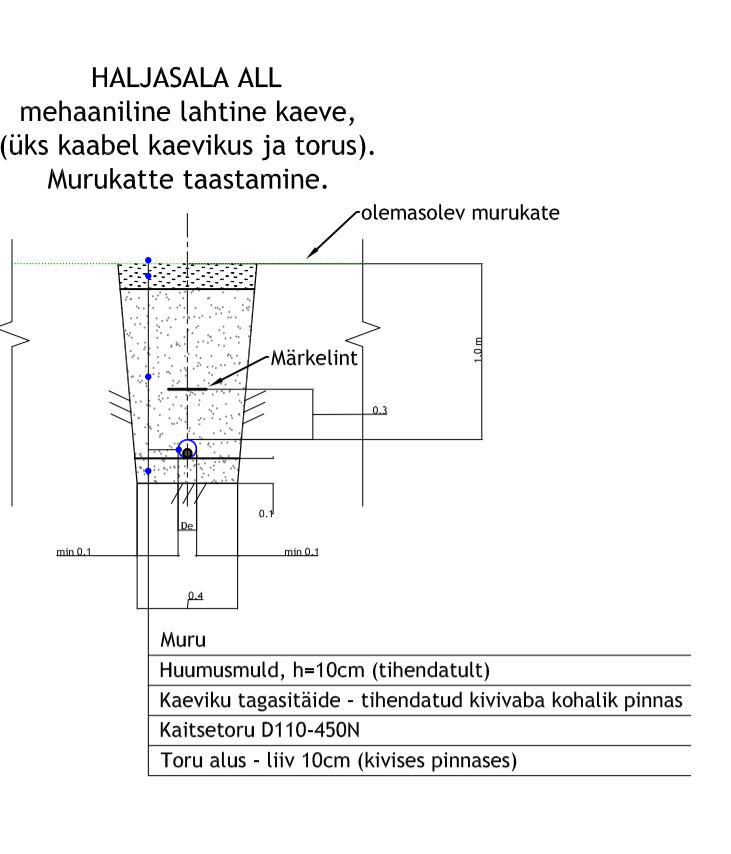 HALJASALA ALL
mehaaniline lahtine kaeve,
(üks kaabel kaevikus ja torus).
Murukatte taastamine.
olemasolev murukate
1.0 m
Märkelint
0.3
0.1
De
min 0.1
min 0.1
0.4
Muru
Huumusmuld, h=10cm (tihendatult)
Kaeviku tagasitäide - tihendatud kivivaba kohalik pinnas
Kaitsetoru D110-450N
Toru alus - liiv 10cm (kivises pinnases)